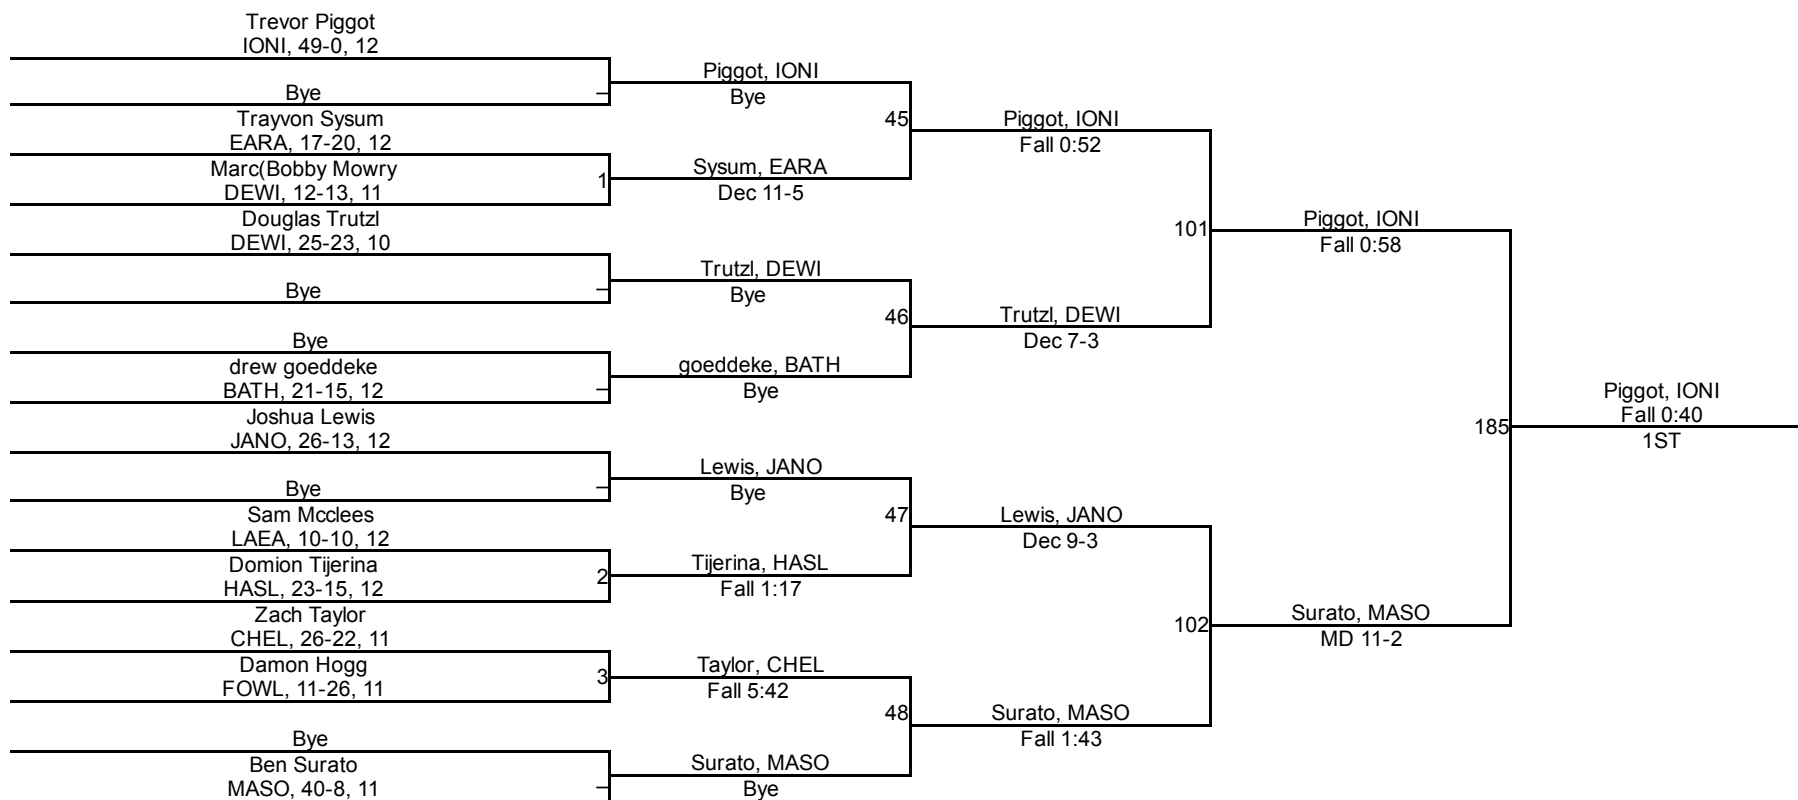 Trevor Piggot
IONI, 49-0, 12
Bye
Trayvon Sysum
EARA, 17-20, 12
Marc(Bobby Mowry
DEWI, 12-13, 11
1
Douglas Trutzl
DEWI, 25-23, 10
Bye
Bye
drew goeddeke
BATH, 21-15, 12
Joshua Lewis
JANO, 26-13, 12
Bye
Sam Mcclees
LAEA, 10-10, 12
Domion Tijerina
HASL, 23-15, 12
2
Zach Taylor
CHEL, 26-22, 11
Damon Hogg
FOWL, 11-26, 11
3
Bye
Ben Surato
MASO, 40-8, 11
Piggot, IONI
Bye
45
Sysum, EARA
Dec 11-5
Trutzl, DEWI
Bye
46
goeddeke, BATH
Bye
Lewis, JANO
Bye
47
Tijerina, HASL
Fall 1:17
Taylor, CHEL
Fall 5:42
48
Surato, MASO
Bye
Piggot, IONI
Fall 0:52
101
Trutzl, DEWI
Dec 7-3
Lewis, JANO
Dec 9-3
102
Surato, MASO
Fall 1:43
Piggot, IONI
Fall 0:58
185
Surato, MASO
MD 11-2
Piggot, IONI
Fall 0:40
1ST